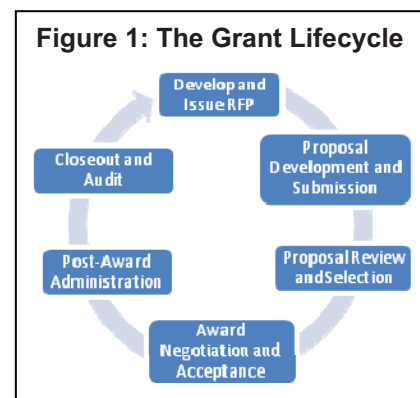 Figure 1: The Grant Lifecycle
Develop and
Issue RFP
Proposal
Development and
Submission
Proposal Review
and Selection
Award
Negotiation and
Acceptance
Post-Award
Administration
Closeout and
Audit